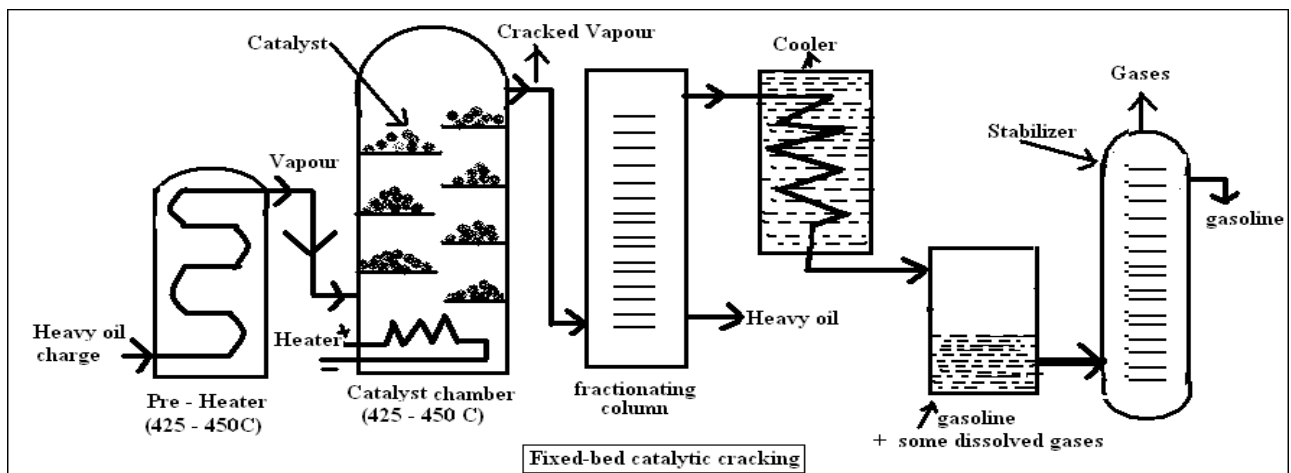 Catalyst
Cracked Vapour
Cooler
Gases
Stabilizer
Vapour
gasoline
Heavy oil
charge
Heater
+
Heavy oil
Pre - Heater
(425 - 450C)
Catalyst chamber
(425 - 450 C)
fractionating
column
gasoline
+ some dissolved gases
Fixed-bed catalytic cracking